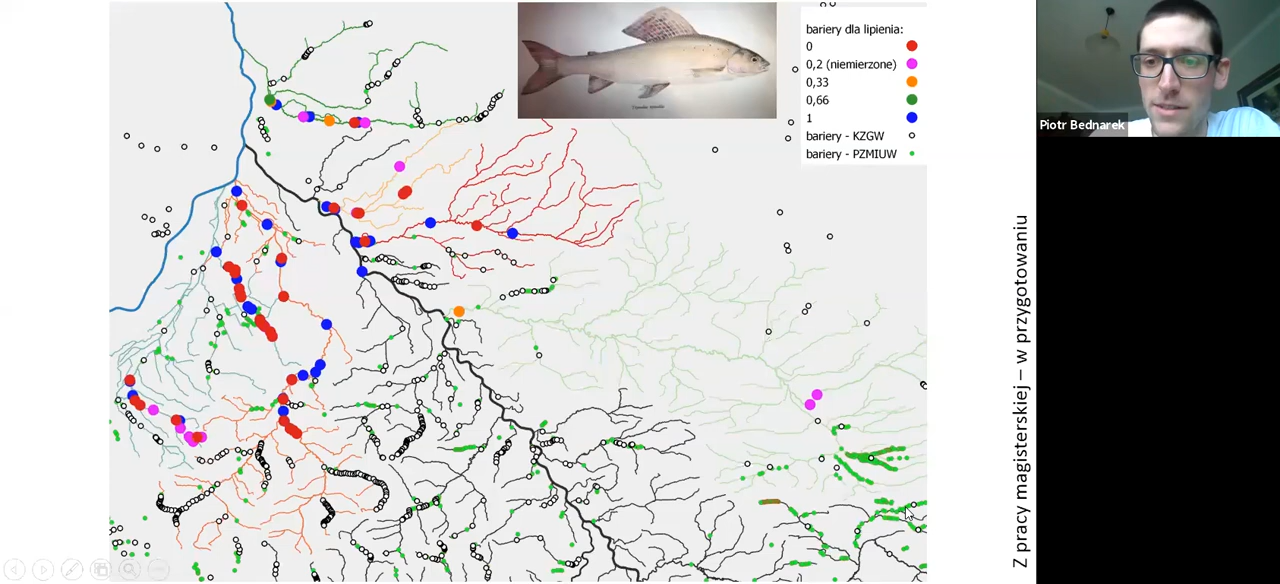 bariery dla lipienia:
0
0,2 (niemierzone)
0,33
0,66
1
bariery - KZGW
bariery - PZMIUW
Piotr Bednarek
Z pracy magisterskiej – w przygotowaniu